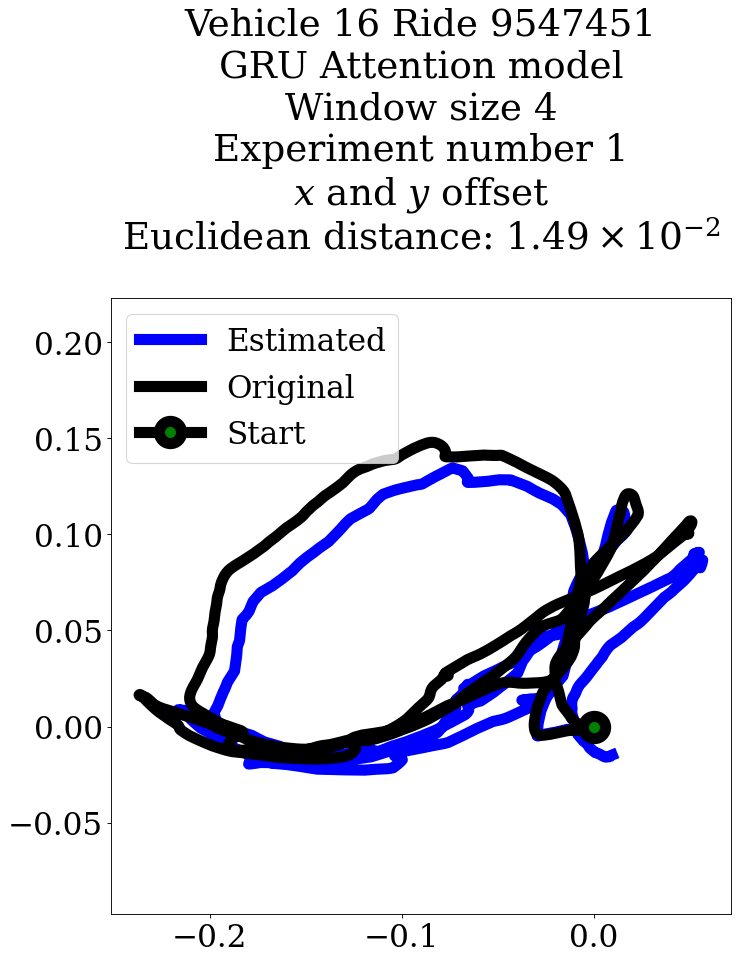 Vehicle 16 Ride 9547451
GRU Attention model
Window size 4
Experiment number 1
x and y offset
Euclidean distance: 1.49 × 10⁻²
Estimated
Original
Start
0.20
0.15
0.10
0.05
0.00
−0.05
−0.2
−0.1
0.0